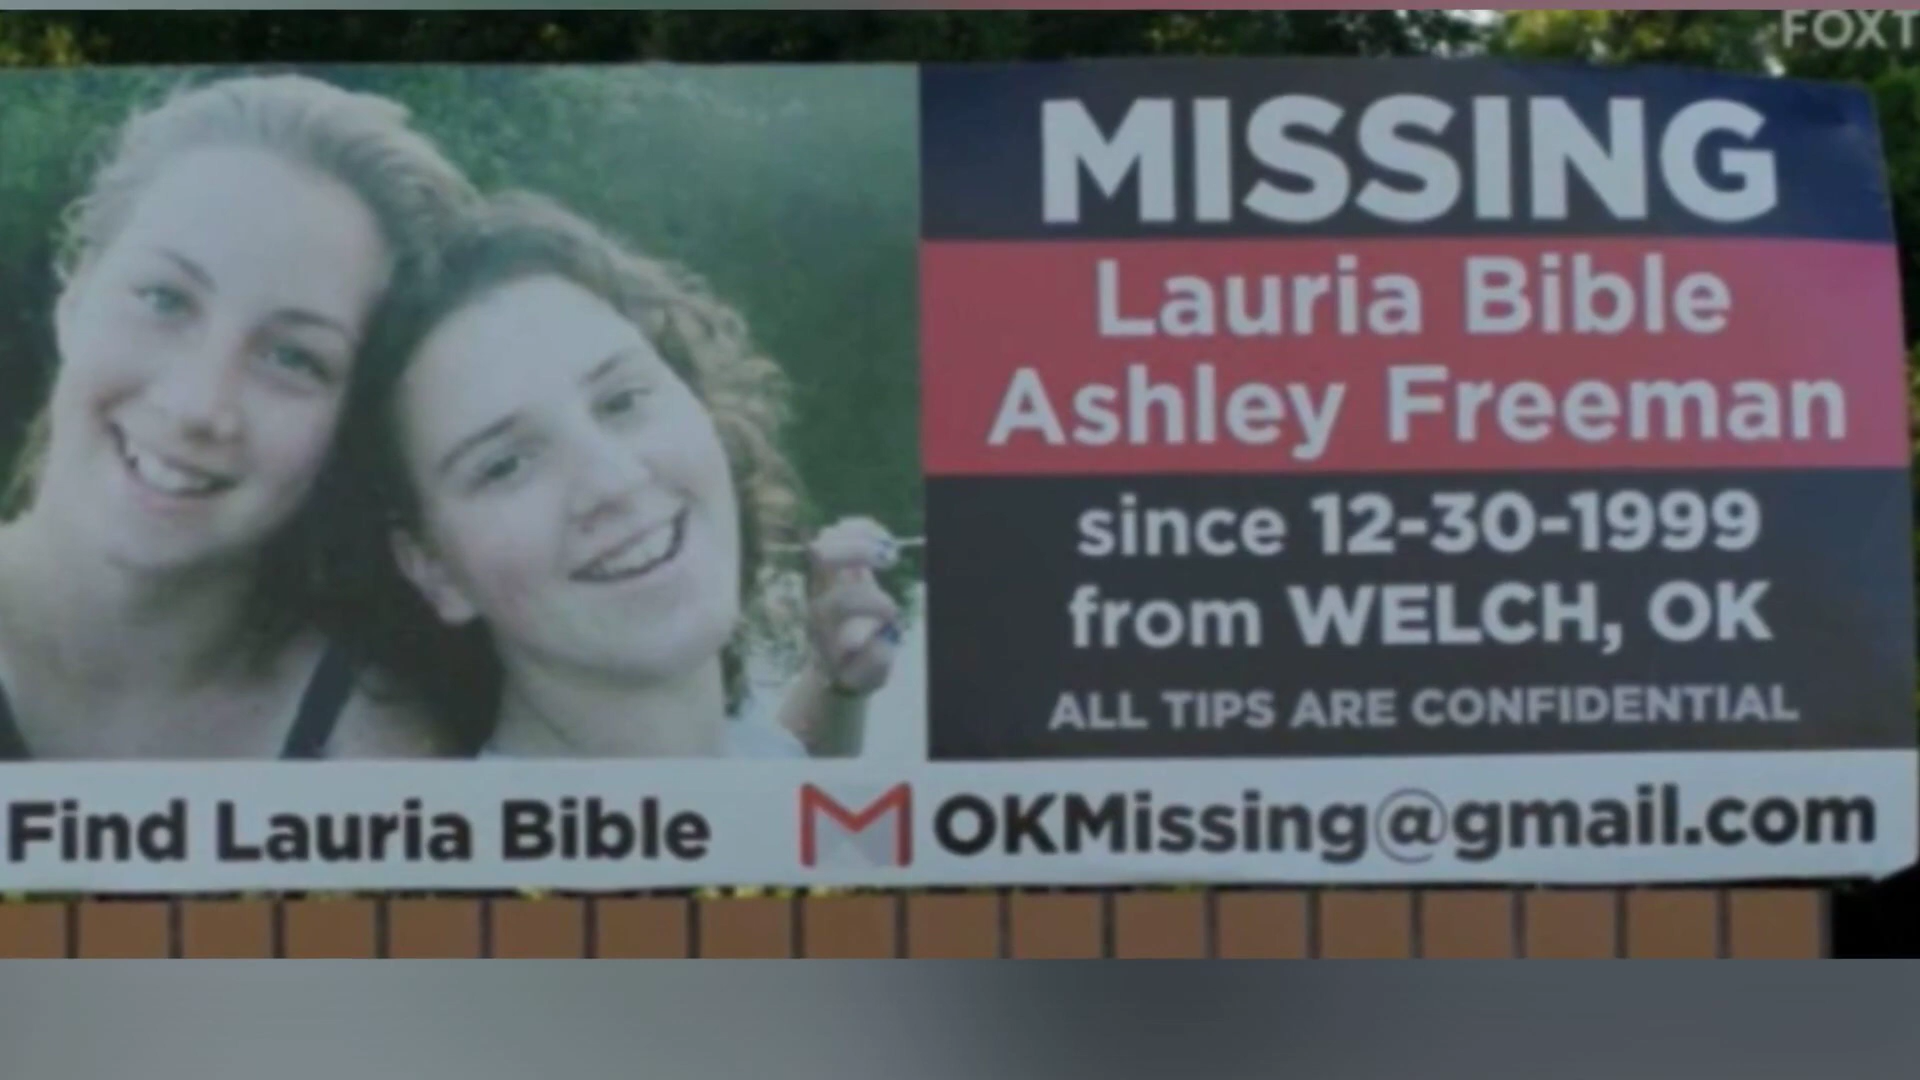 FOXT
MISSING
Lauria Bible
Ashley Freeman
since 12-30-1999
from WELCH, OK
ALL TIPS ARE CONFIDENTIAL
Find Lauria Bible
OKMissing@gmail.com